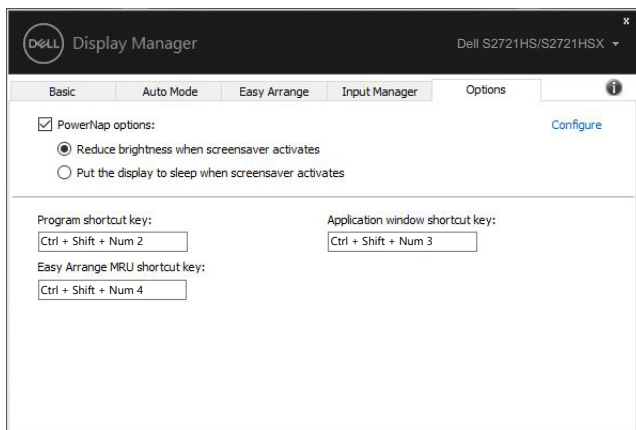 x
DELL Display Manager
Dell S2721HS/S2721HSX
Basic Auto Mode Easy Arrange Input Manager Options
PowerNap options: Configure
Reduce brightness when screensaver activates
Put the display to sleep when screensaver activates
Program shortcut key: Application window shortcut key:
Ctrl + Shift + Num 2 Ctrl + Shift + Num 3
Easy Arrange MRU shortcut key:
Ctrl + Shift + Num 4